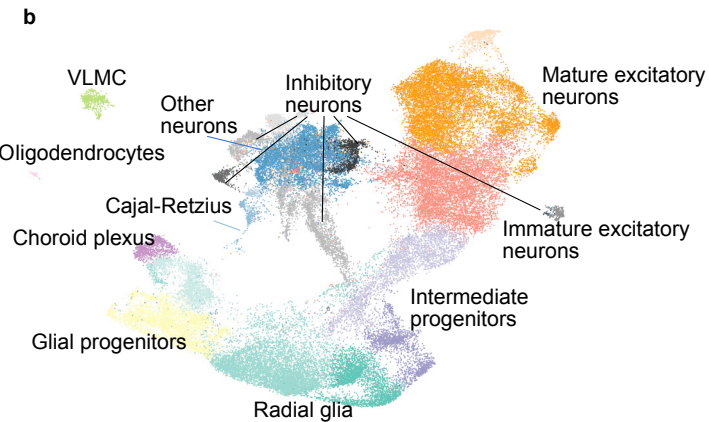 b
VLMC
Inhibitory
neurons
Mature excitatory
neurons
Other
neurons
Oligodendrocytes
Cajal-Retzius
Choroid plexus
Immature excitatory
neurons
Intermediate
progenitors
Glial progenitors
Radial glia